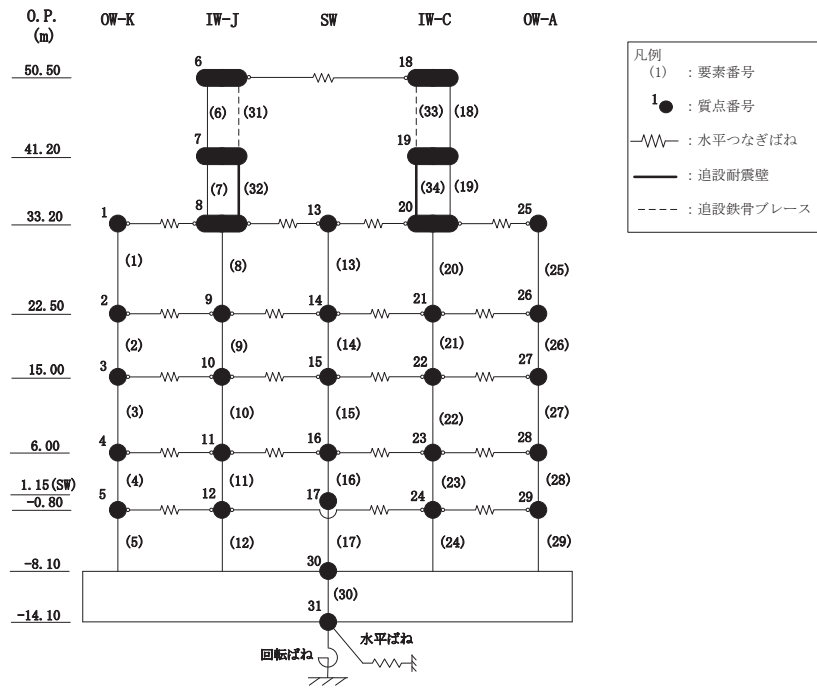 O.P. OW-K IW-J SW IW-C OW-A
(m)
6 18
50.50
(6) (31) (33) (18)
7 19
41.20
(7) (32) (34) (19)
1 8 13 20 25
33.20
(1) (8) (13) (20) (25)
2 9 14 21 26
22.50
(2) (9) (14) (21) (26)
3 10 15 22 27
15.00
(3) (10) (15) (22) (27)
4 11 16 23 28
6.00
(4) (11) (16) (23) (28)
1.15(SW)
5 12 17 24 29
-0.80
(5) (12) (17) (24) (29)
-8.10 30
(30)
-14.10 31
水平ばね
回転ばね
凡例
(1) : 要素番号
1 : 質点番号
: 水平つなぎばね
: 追設耐震壁
: 追設鉄骨ブレース